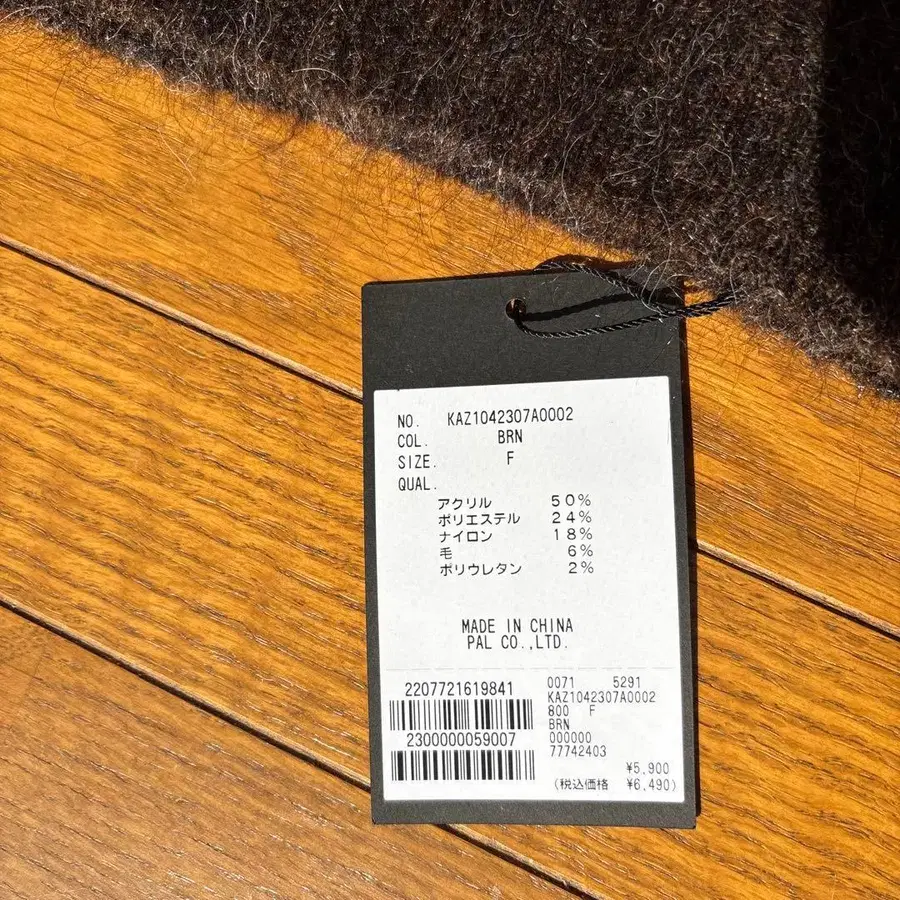 NO. KAZ1042307A0002
COL. BRN
SIZE. F
QUAL.
アクリル 50%
ポリエステル 24%
ナイロン 18%
毛 6%
ポリウレタン 2%
MADE IN CHINA
PAL CO.,LTD.
2207721619841
2300000059007
0071 5291
KAZ1042307A0002
800 F
BRN
000000
77742403
¥5,900
(税込価格 ¥6,490)